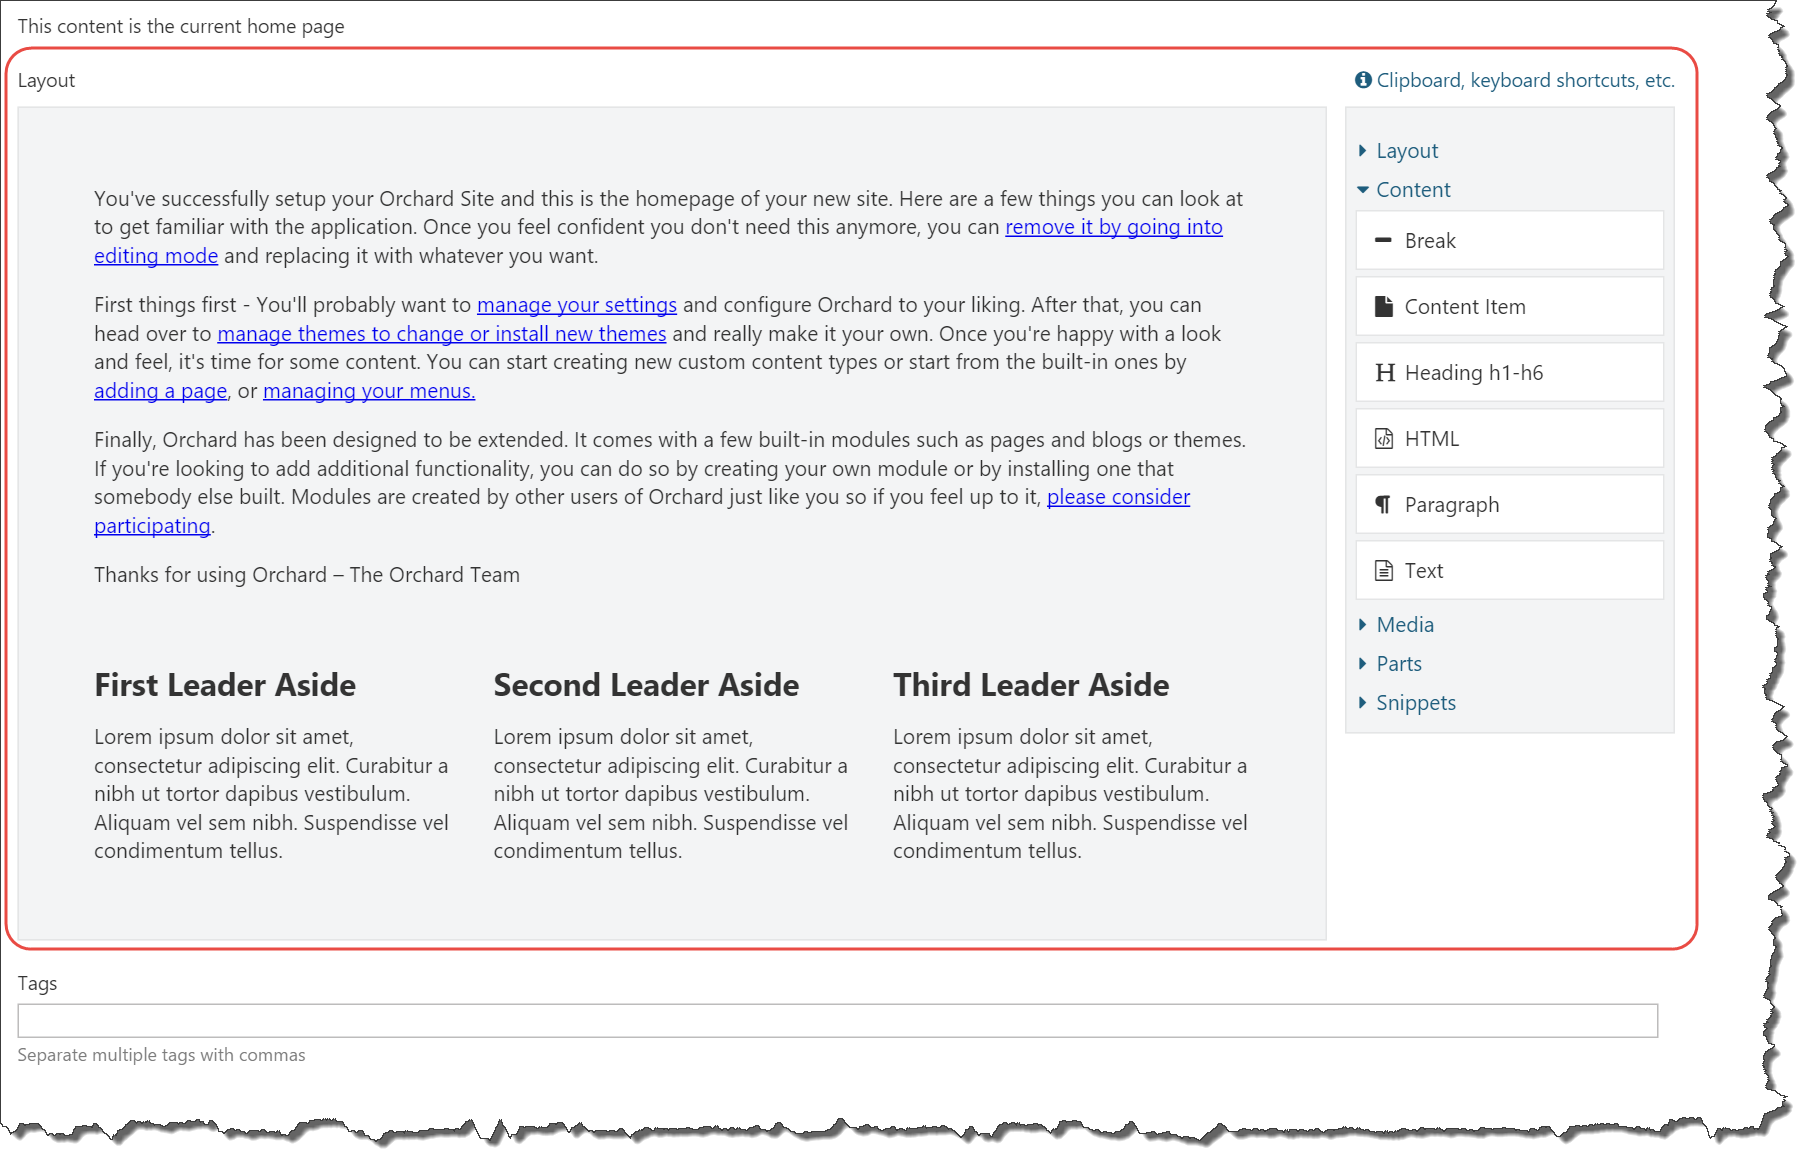 This content is the current home page
Layout
Clipboard, keyboard shortcuts, etc.
You've successfully setup your Orchard Site and this is the homepage of your new site. Here are a few things you can look at
to get familiar with the application. Once you feel confident you don't need this anymore, you can remove it by going into
editing mode and replacing it with whatever you want.
First things first - You'll probably want to manage your settings and configure Orchard to your liking. After that, you can
head over to manage themes to change or install new themes and really make it your own. Once you're happy with a look
and feel, it's time for some content. You can start creating new custom content types or start from the built-in ones by
adding a page, or managing your menus.
Finally, Orchard has been designed to be extended. It comes with a few built-in modules such as pages and blogs or themes.
If you're looking to add additional functionality, you can do so by creating your own module or by installing one that
somebody else built. Modules are created by other users of Orchard just like you so if you feel up to it, please consider
participating.
Thanks for using Orchard – The Orchard Team
First Leader Aside
Lorem ipsum dolor sit amet,
consectetur adipiscing elit. Curabitur a
nibh ut tortor dapibus vestibulum.
Aliquam vel sem nibh. Suspendisse vel
condimentum tellus.
Second Leader Aside
Lorem ipsum dolor sit amet,
consectetur adipiscing elit. Curabitur a
nibh ut tortor dapibus vestibulum.
Aliquam vel sem nibh. Suspendisse vel
condimentum tellus.
Third Leader Aside
Lorem ipsum dolor sit amet,
consectetur adipiscing elit. Curabitur a
nibh ut tortor dapibus vestibulum.
Aliquam vel sem nibh. Suspendisse vel
condimentum tellus.
Layout
Content
Break
Content Item
H Heading h1-h6
HTML
¶ Paragraph
Text
Media
Parts
Snippets
Tags
Separate multiple tags with commas